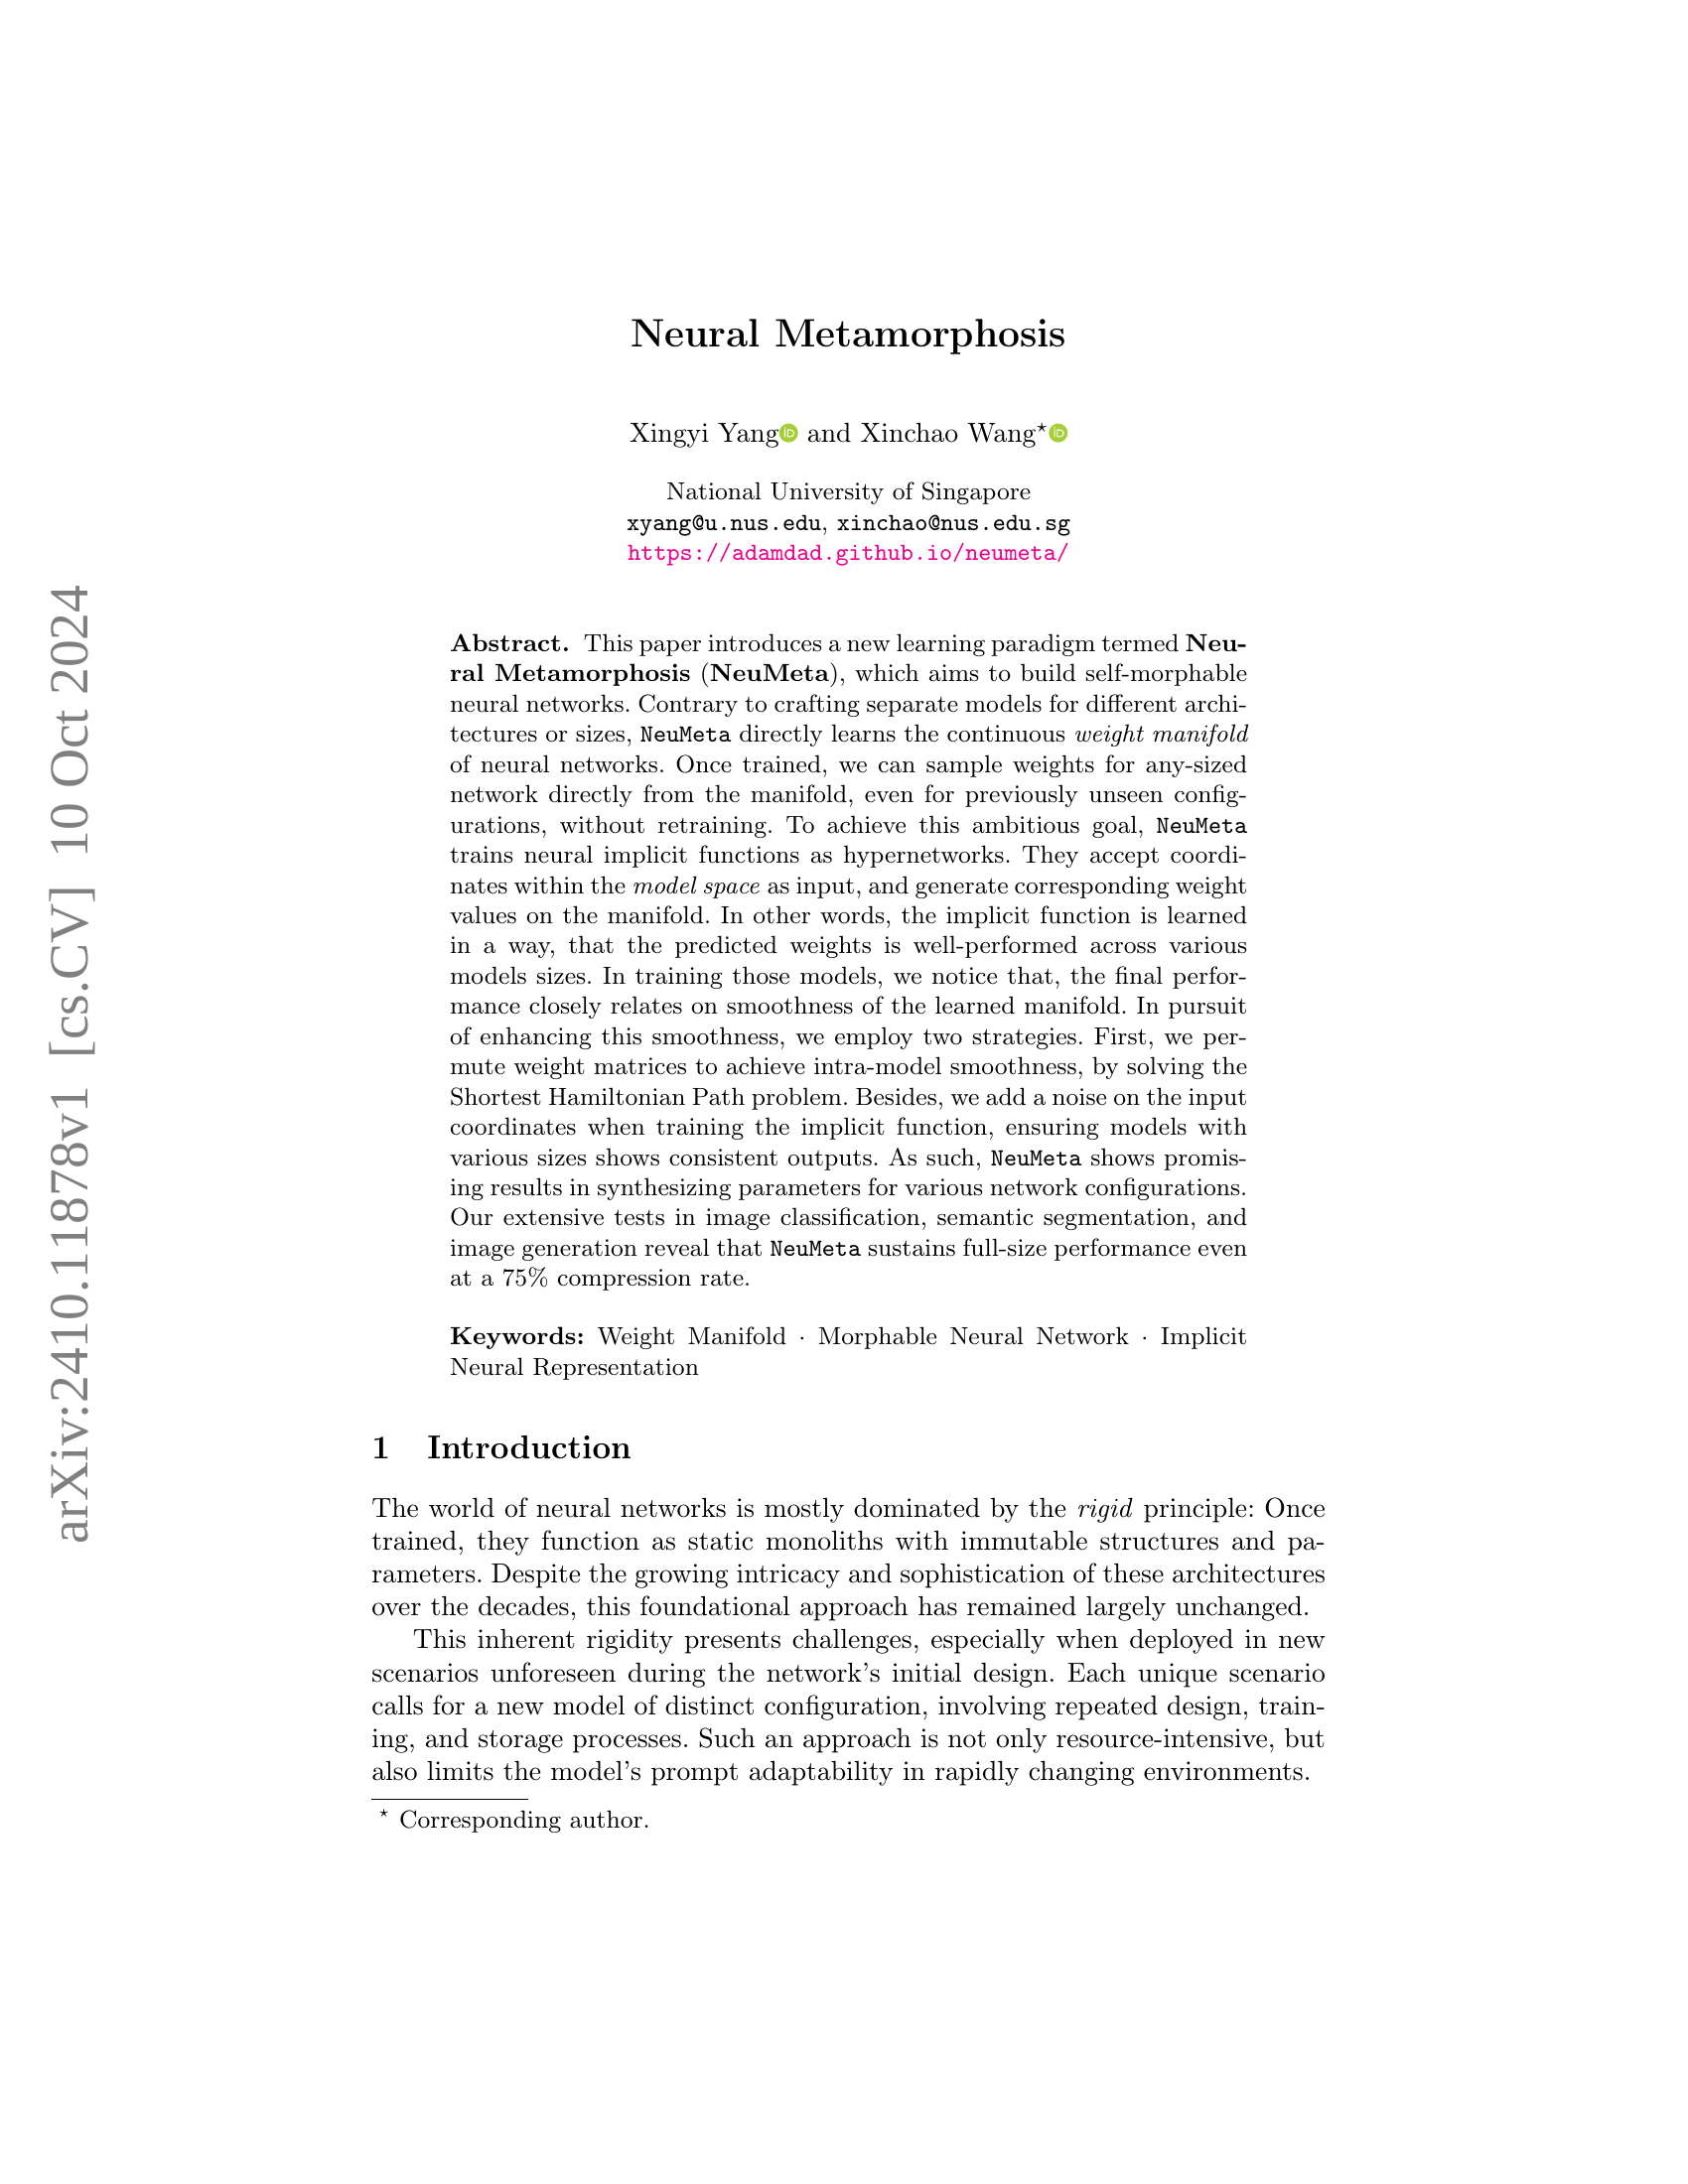 Neural Metamorphosis
Xingyi Yang and Xinchao Wang⋆
National University of Singapore
xyang@u.nus.edu, xinchao@nus.edu.sg
https://adamdad.github.io/neumeta/
Abstract. This paper introduces a new learning paradigm termed Neu-
ral Metamorphosis (NeuMeta), which aims to build self-morphable
neural networks. Contrary to crafting separate models for different archi-
tectures or sizes, NeuMeta directly learns the continuous weight manifold
of neural networks. Once trained, we can sample weights for any-sized
network directly from the manifold, even for previously unseen config-
urations, without retraining. To achieve this ambitious goal, NeuMeta
trains neural implicit functions as hypernetworks. They accept coordi-
nates within the model space as input, and generate corresponding weight
values on the manifold. In other words, the implicit function is learned
in a way, that the predicted weights is well-performed across various
models sizes. In training those models, we notice that, the final perfor-
mance closely relates on smoothness of the learned manifold. In pursuit
of enhancing this smoothness, we employ two strategies. First, we per-
mute weight matrices to achieve intra-model smoothness, by solving the
Shortest Hamiltonian Path problem. Besides, we add a noise on the input
coordinates when training the implicit function, ensuring models with
various sizes shows consistent outputs. As such, NeuMeta shows promis-
ing results in synthesizing parameters for various network configurations.
Our extensive tests in image classification, semantic segmentation, and
image generation reveal that NeuMeta sustains full-size performance even
at a 75% compression rate.
Keywords: Weight Manifold · Morphable Neural Network · Implicit
Neural Representation
1 Introduction
The world of neural networks is mostly dominated by the rigid principle: Once
trained, they function as static monoliths with immutable structures and pa-
rameters. Despite the growing intricacy and sophistication of these architectures
over the decades, this foundational approach has remained largely unchanged.
This inherent rigidity presents challenges, especially when deployed in new
scenarios unforeseen during the network's initial design. Each unique scenario
calls for a new model of distinct configuration, involving repeated design, train-
ing, and storage processes. Such an approach is not only resource-intensive, but
also limits the model's prompt adaptability in rapidly changing environments.
⋆ Corresponding author.
arXiv:2410.11878v1 [cs.CV] 10 Oct 2024